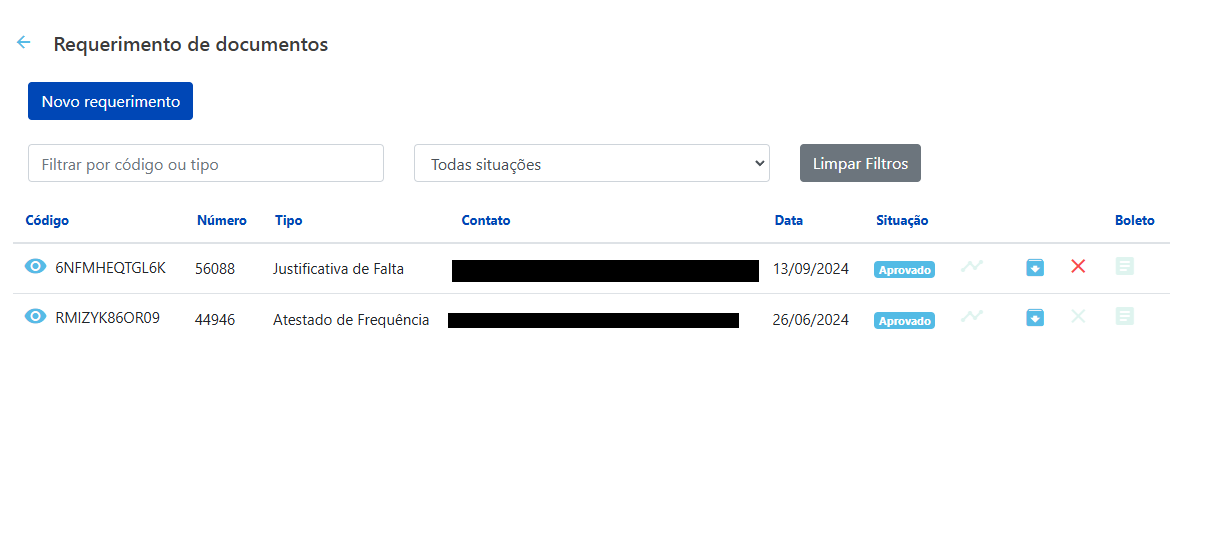 Requerimento de documentos
Novo requerimento
Filtrar por código ou tipo
Todas situações
Limpar Filtros
Código Número Tipo Contato Data Situação Boleto
6NFMHEQTGL6K 56088 Justificativa de Falta 13/09/2024 Aprovado
RMIZYK86OR09 44946 Atestado de Frequência 26/06/2024 Aprovado